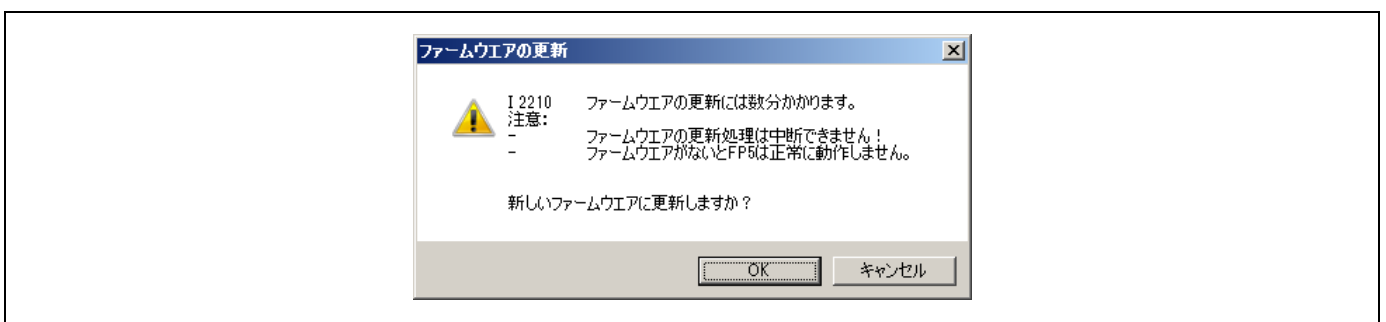 ファームウエアの更新
I 2210 ファームウエアの更新には数分かかります。
注意:
- ファームウエアの更新処理は中断できません!
- ファームウエアがないとFP5は正常に動作しません。
新しいファームウエアに更新しますか?
OK キャンセル